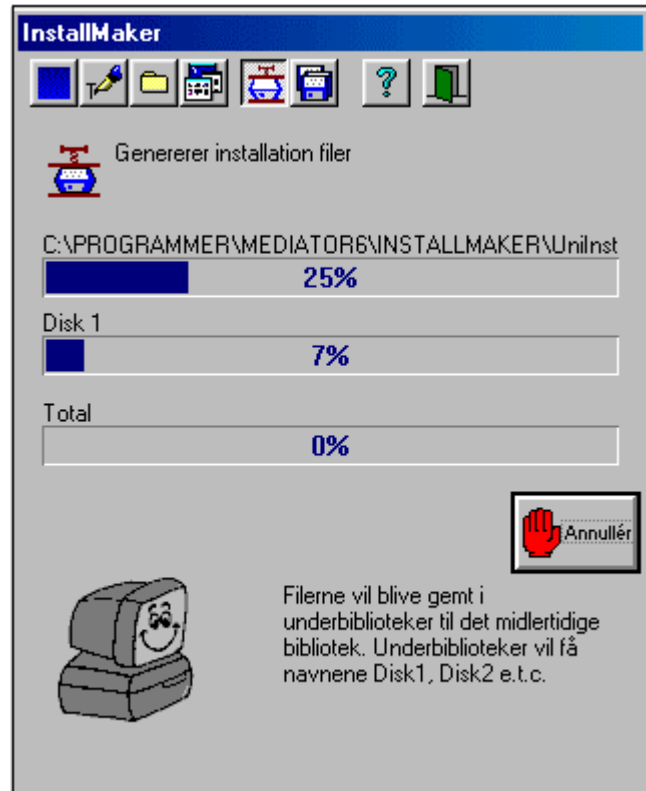 InstallMaker
Genererer installation filer
C:\PROGRAMMER\MEDIATOR6\INSTALLMAKER\UniInst
25%
Disk 1
7%
Total
0%
Annullér
Filerne vil blive gemt i
underbiblioteker til det midlertidige
bibliotek. Underbiblioteker vil få
navnene Disk1, Disk2 e.t.c.